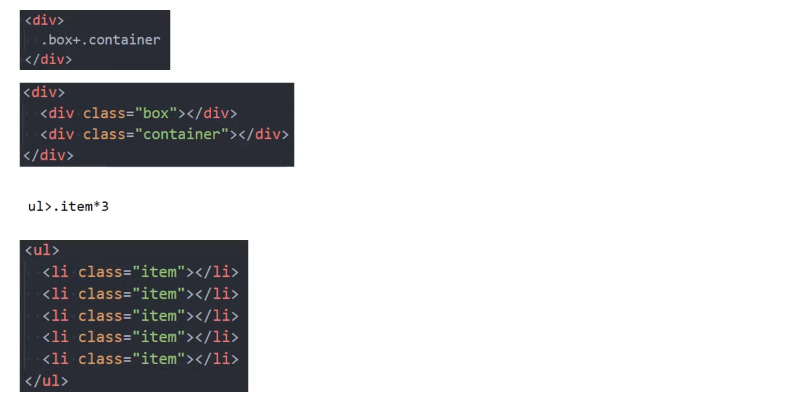 <div>
  .box+.container
</div>
<div>
  <div class="box"></div>
  <div class="container"></div>
</div>
ul>.item*3
<ul>
  <li class="item"></li>
  <li class="item"></li>
  <li class="item"></li>
  <li class="item"></li>
  <li class="item"></li>
</ul>